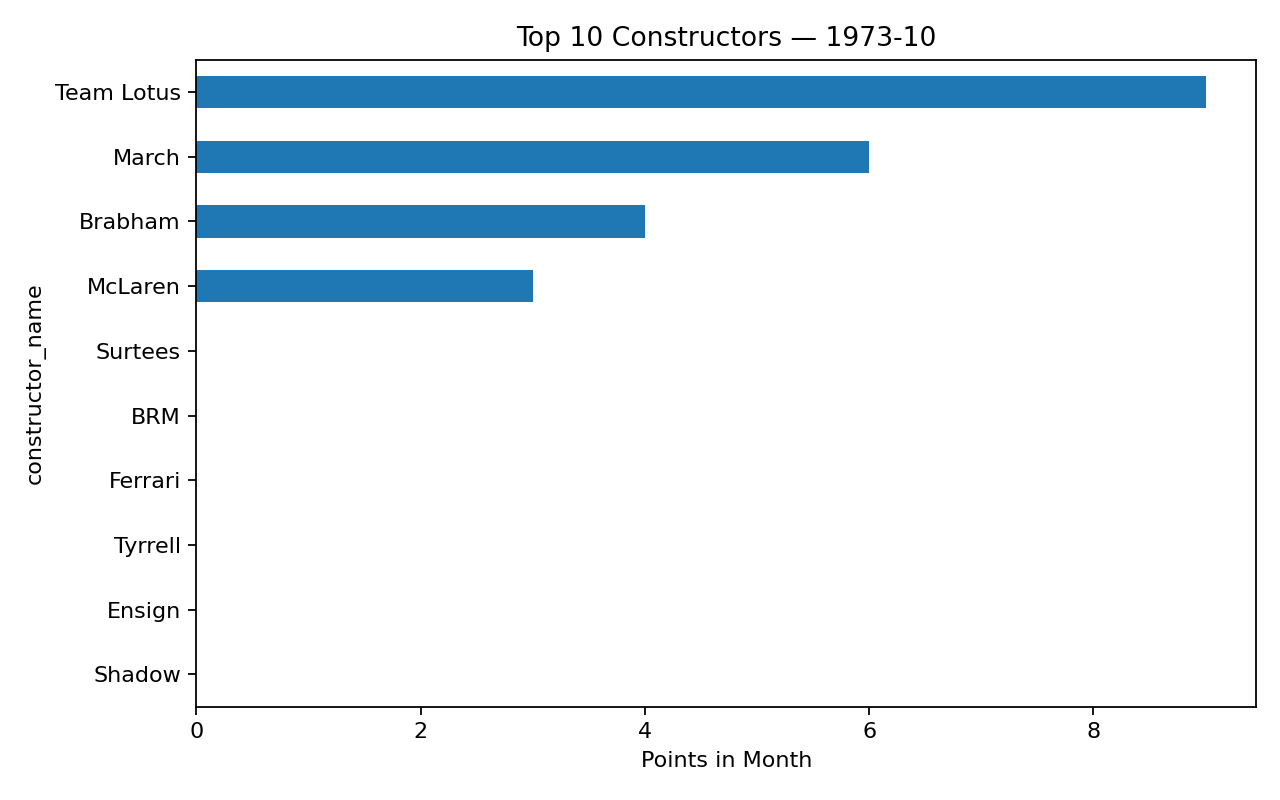 Top 10 Constructors — 1973-10
Team Lotus
March
Brabham
McLaren
Surtees
BRM
Ferrari
Tyrrell
Ensign
Shadow
constructor_name
0 2 4 6 8
Points in Month